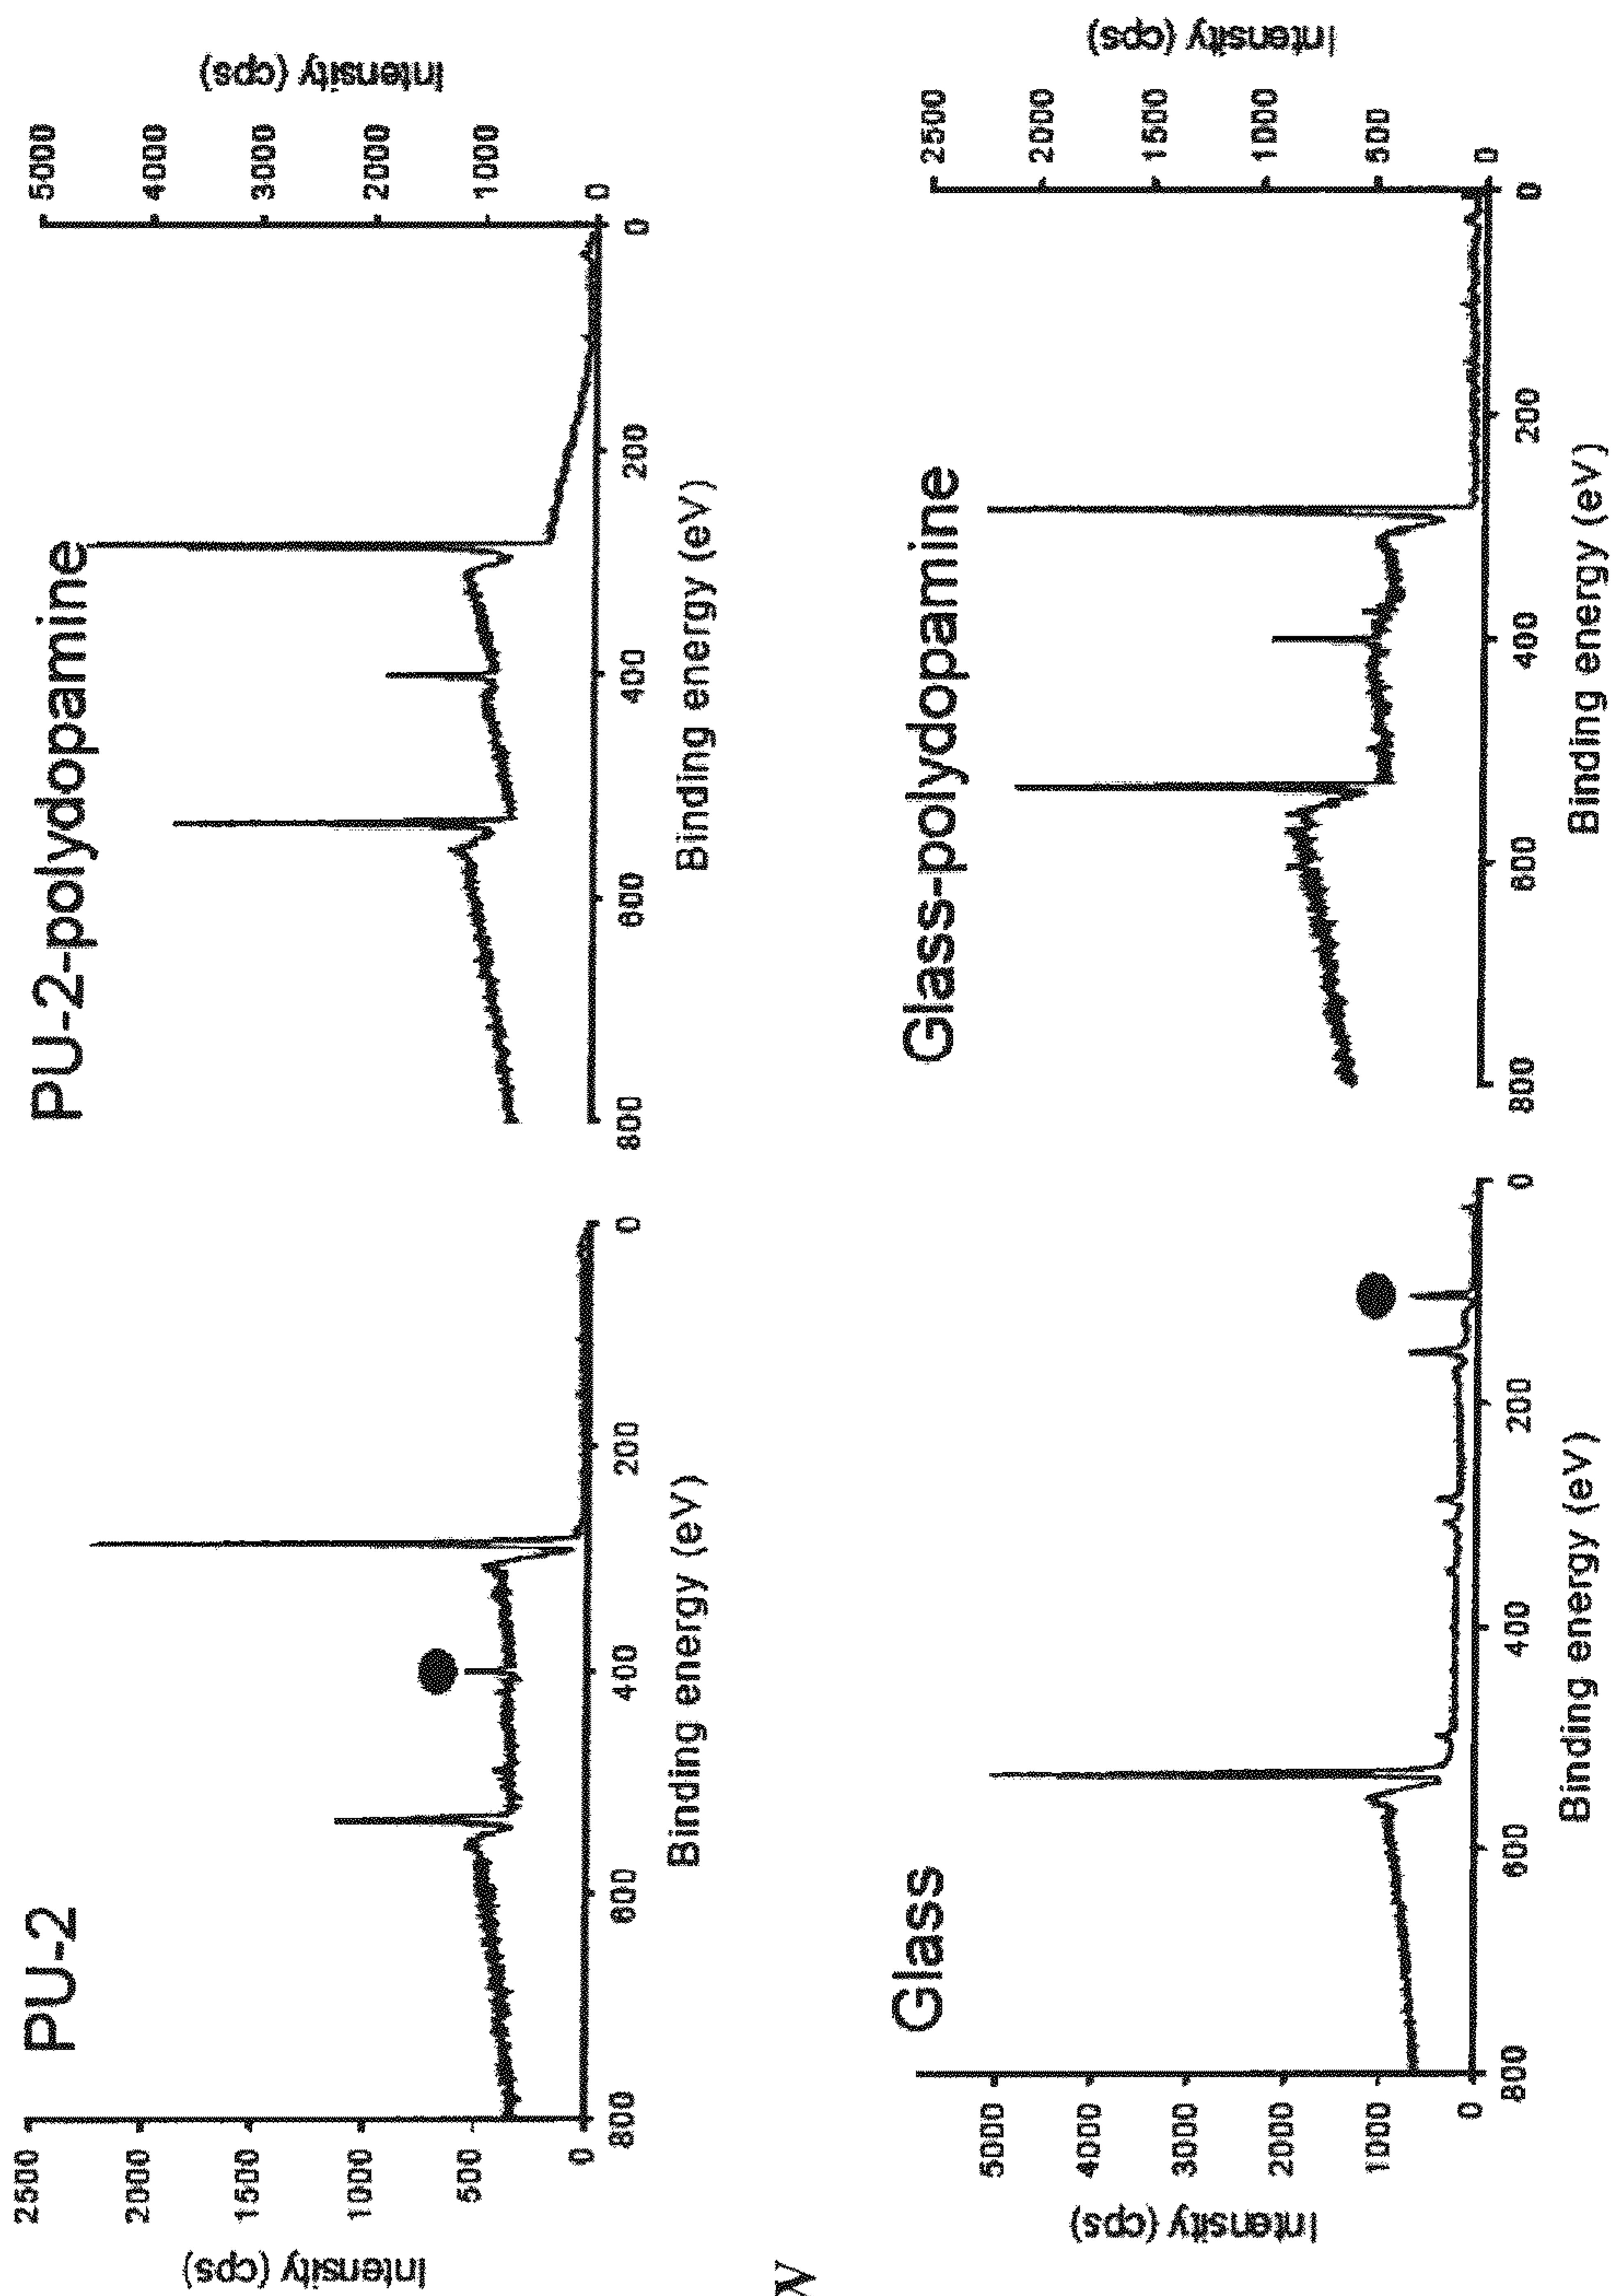 PU-2
PU-2-polydopamine
Intensity (cps)
2500
2000
1500
1000
500
0
800 600 400 200 0
Binding energy (eV)
5000
4000
3000
2000
1000
0
Intensity (cps)
800 600 400 200 0
Binding energy (eV)
Glass
Glass-polydopamine
Intensity (cps)
5000
4000
3000
2000
1000
0
800 600 400 200 0
Binding energy (eV)
2500
2000
1500
1000
500
0
Intensity (cps)
800 600 400 200 0
Binding energy (eV)